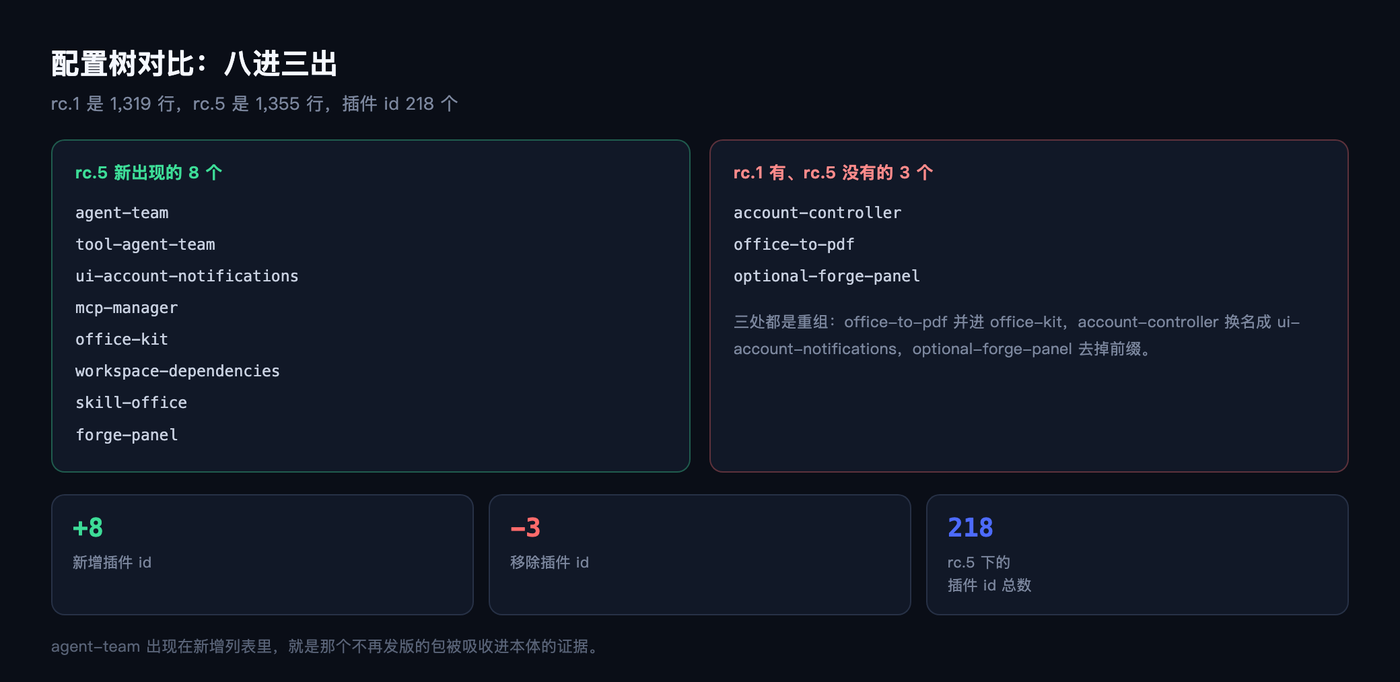 配置树对比：八进三出
rc.1 是 1,319 行，rc.5 是 1,355 行，插件 id 218 个
rc.5 新出现的 8 个
agent-team
tool-agent-team
ui-account-notifications
mcp-manager
office-kit
workspace-dependencies
skill-office
forge-panel
rc.1 有、rc.5 没有的 3 个
account-controller
office-to-pdf
optional-forge-panel
三处都是重组：office-to-pdf 并进 office-kit，account-controller 换名成 ui-
account-notifications，optional-forge-panel 去掉前缀。
+8
新增插件 id
−3
移除插件 id
218
rc.5 下的
插件 id 总数
agent-team 出现在新增列表里，就是那个不再发版的包被吸收进本体的证据。